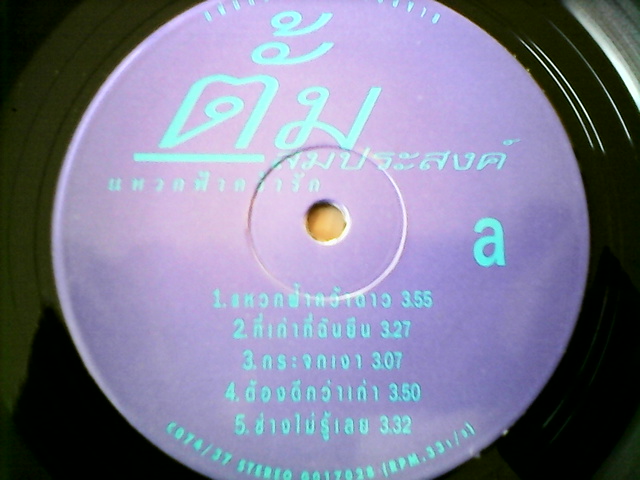 ตั้ม
สมประสงค์
แหวกฟ้าคว้ารัก
a
1. แหวกฟ้าคว้าดาว 3.55
2. ที่เก่าที่ฉันยืน 3.27
3. กระจกเงา 3.07
4. ต้องดีกว่าเก่า 3.50
5. ช่างไม่รู้เลย 3.32
STEREO (RPM.33 1/3)